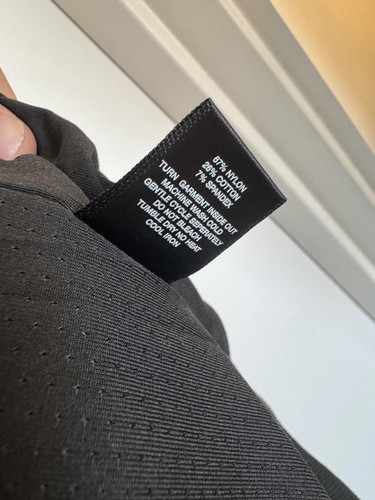 67% NYLON
26% COTTON
7% SPANDEX
TURN GARMENT INSIDE OUT
MACHINE WASH COLD
GENTLE CYCLE SEPERATELY
DO NOT BLEACH
TUMBLE DRY NO HEAT
COOL IRON